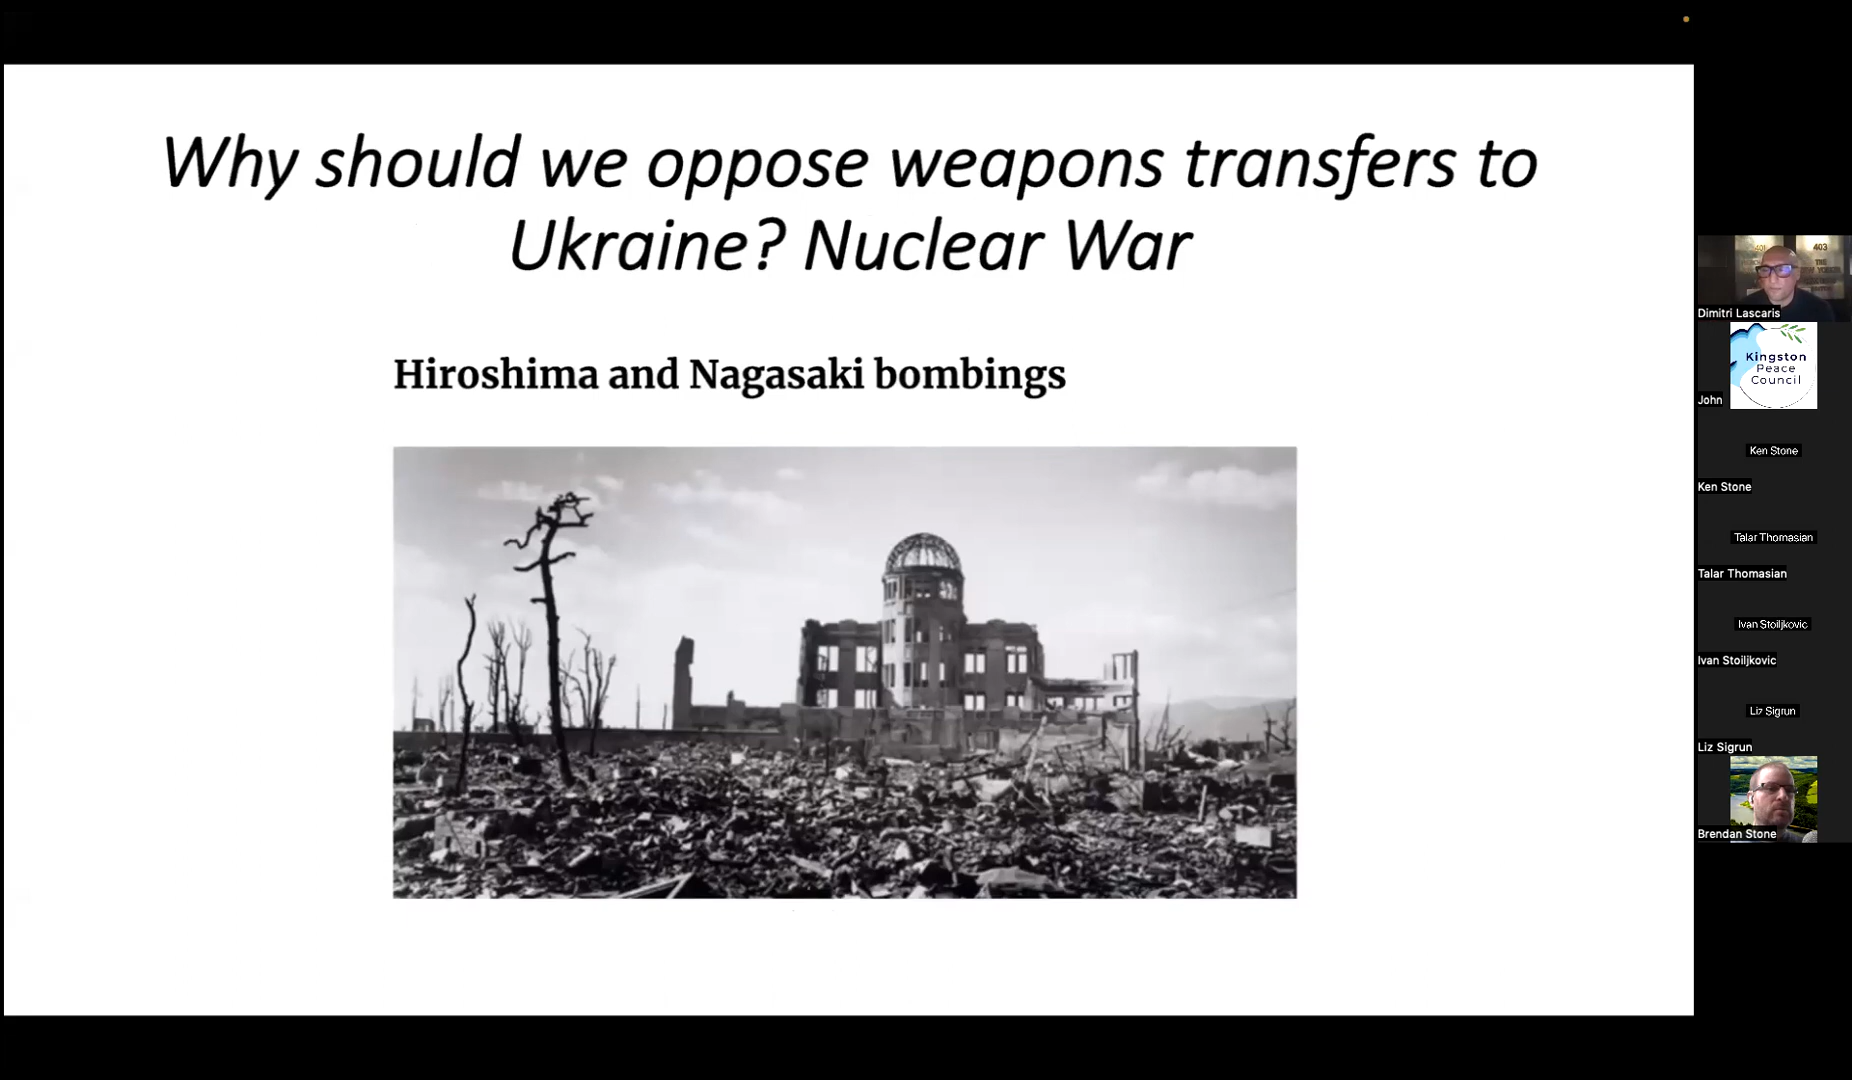 Why should we oppose weapons transfers to
Ukraine? Nuclear War
Hiroshima and Nagasaki bombings
403
THE
Dimitri Lascaris
Kingston
Peace
Council
John
Ken Stone
Ken Stone
Talar Thomasian
Talar Thomasian
Ivan Stoiljkovic
Ivan Stoiljkovic
Liz Sigrun
Liz Sigrun
Brendan Stone